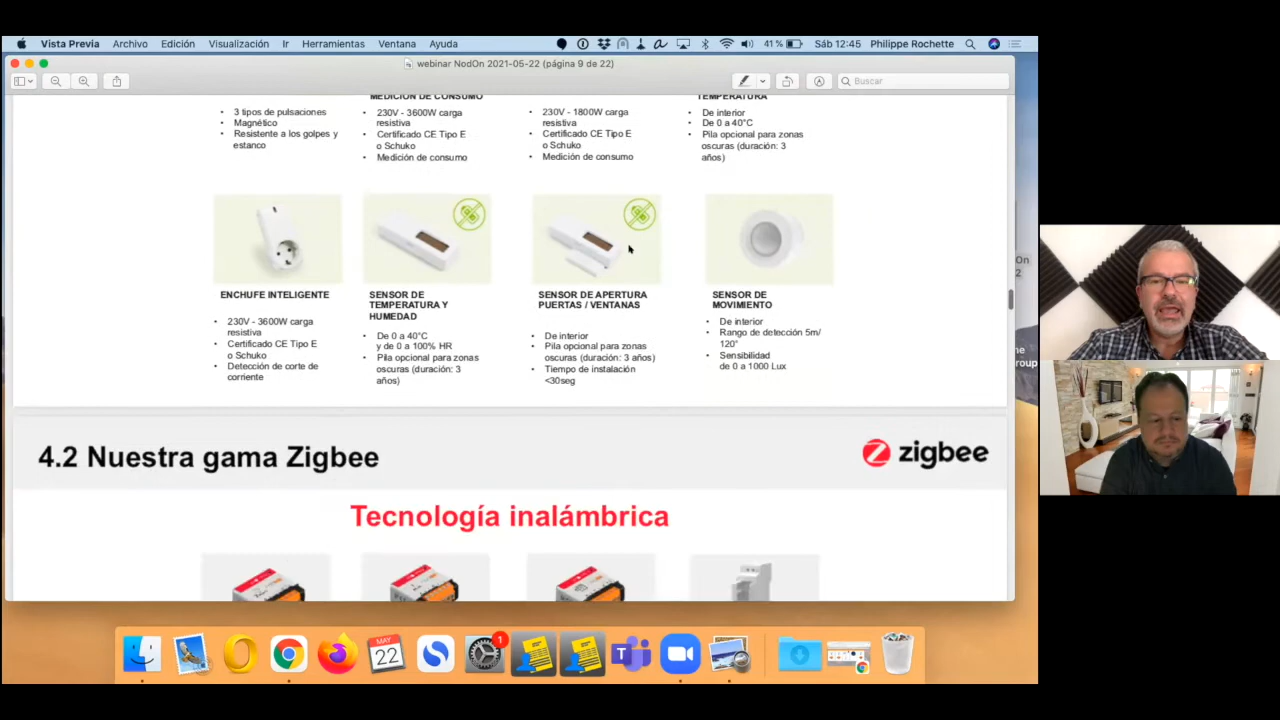 Vista Previa Archivo Edición Visualización Ir Herramientas Ventana Ayuda 41 % Sáb 12:45 Philippe Rochette
webinar NodOn 2021-05-22 (página 9 de 22)
Buscar
• 3 tipos de pulsaciones
• Magnético
• Resistente a los golpes y
estanco
MEDICIÓN DE CONSUMO
• 230V - 3600W carga
resistiva
• Certificado CE Tipo E
o Schuko
• Medición de consumo
• 230V - 1800W carga
resistiva
• Certificado CE Tipo E
o Schuko
• Medición de consumo
TEMPERATURA
• De interior
• De 0 a 40°C
• Pila opcional para zonas
oscuras (duración: 3
años)
ENCHUFE INTELIGENTE
• 230V - 3600W carga
resistiva
• Certificado CE Tipo E
o Schuko
• Detección de corte de
corriente
SENSOR DE
TEMPERATURA Y
HUMEDAD
• De 0 a 40°C
y de 0 a 100% HR
• Pila opcional para zonas
oscuras (duración: 3
años)
SENSOR DE APERTURA
PUERTAS / VENTANAS
• De interior
• Pila opcional para zonas
oscuras (duración: 3 años)
• Tiempo de instalación
<30seg
SENSOR DE
MOVIMIENTO
• De interior
• Rango de detección 5m/
120°
• Sensibilidad
de 0 a 1000 Lux
4.2 Nuestra gama Zigbee
zigbee
Tecnología inalámbrica
On
2
roup
MAY
22
1